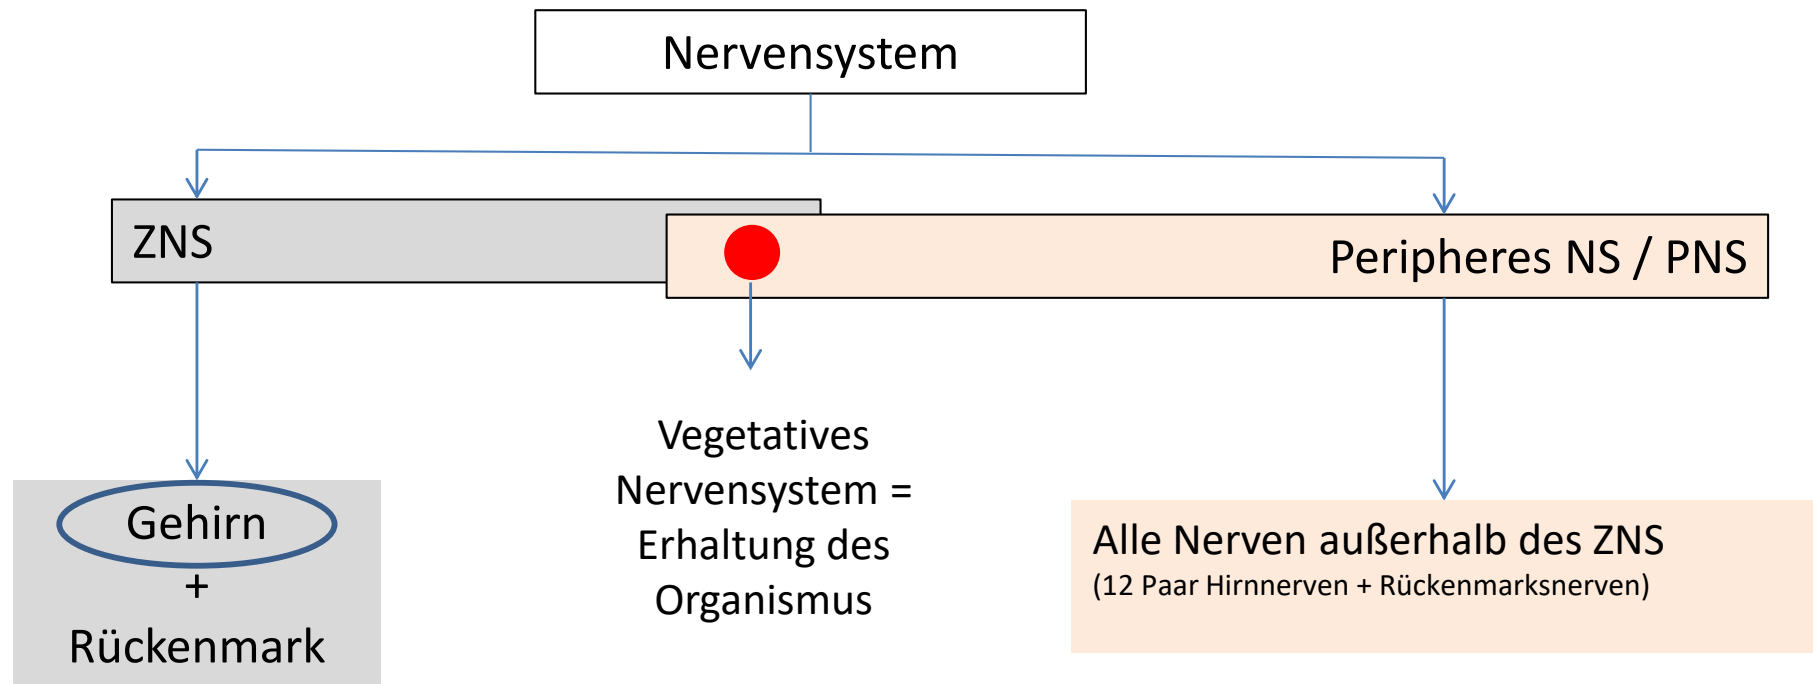 Nervensystem
ZNS
Peripheres NS / PNS
Gehirn
+
Rückenmark
Vegetatives
Nervensystem =
Erhaltung des
Organismus
Alle Nerven außerhalb des ZNS
(12 Paar Hirnnerven + Rückenmarksnerven)